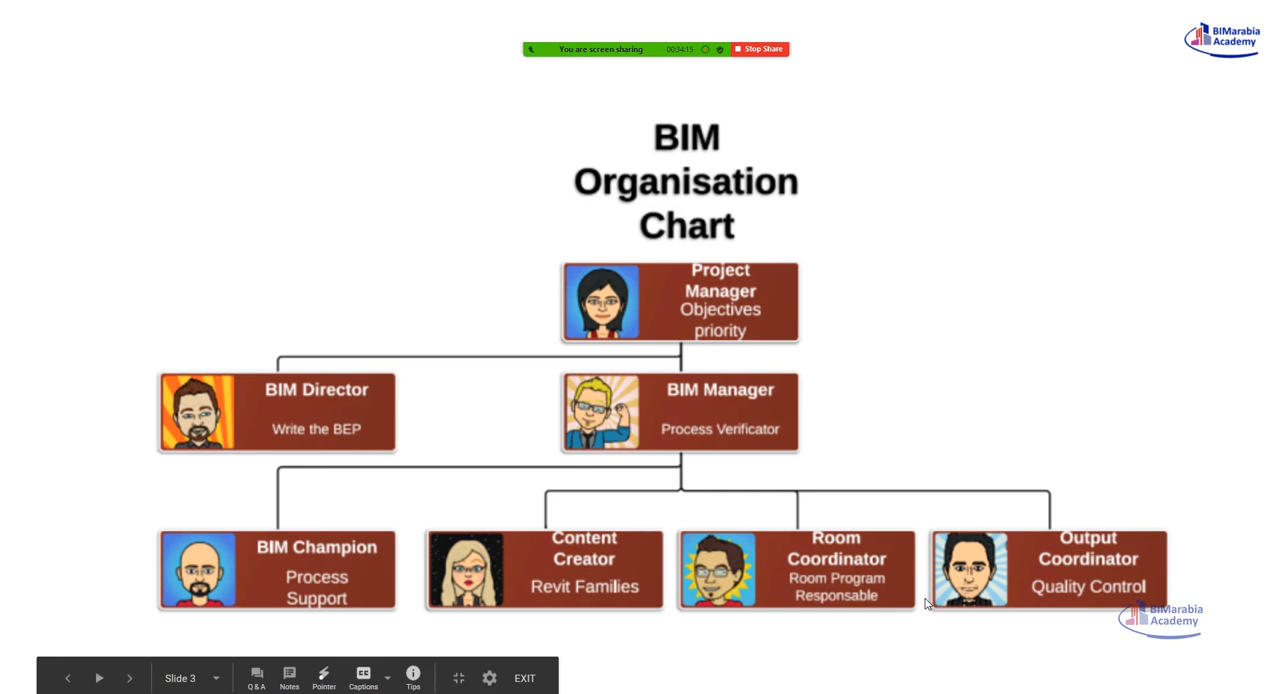 BIMarabia
Academy
You are screen sharing
00:34:15
Stop Share
BIM
Organisation
Chart
Project
Manager
Objectives
priority
BIM Director
Write the BEP
BIM Manager
Process Verificator
BIM Champion
Process
Support
Content
Creator
Revit Families
Room
Coordinator
Room Program
Responsable
Output
Coordinator
Quality Control
BIMarabia
Academy
Slide 3
Q & A
Notes
Pointer
CC
Captions
Tips
EXIT